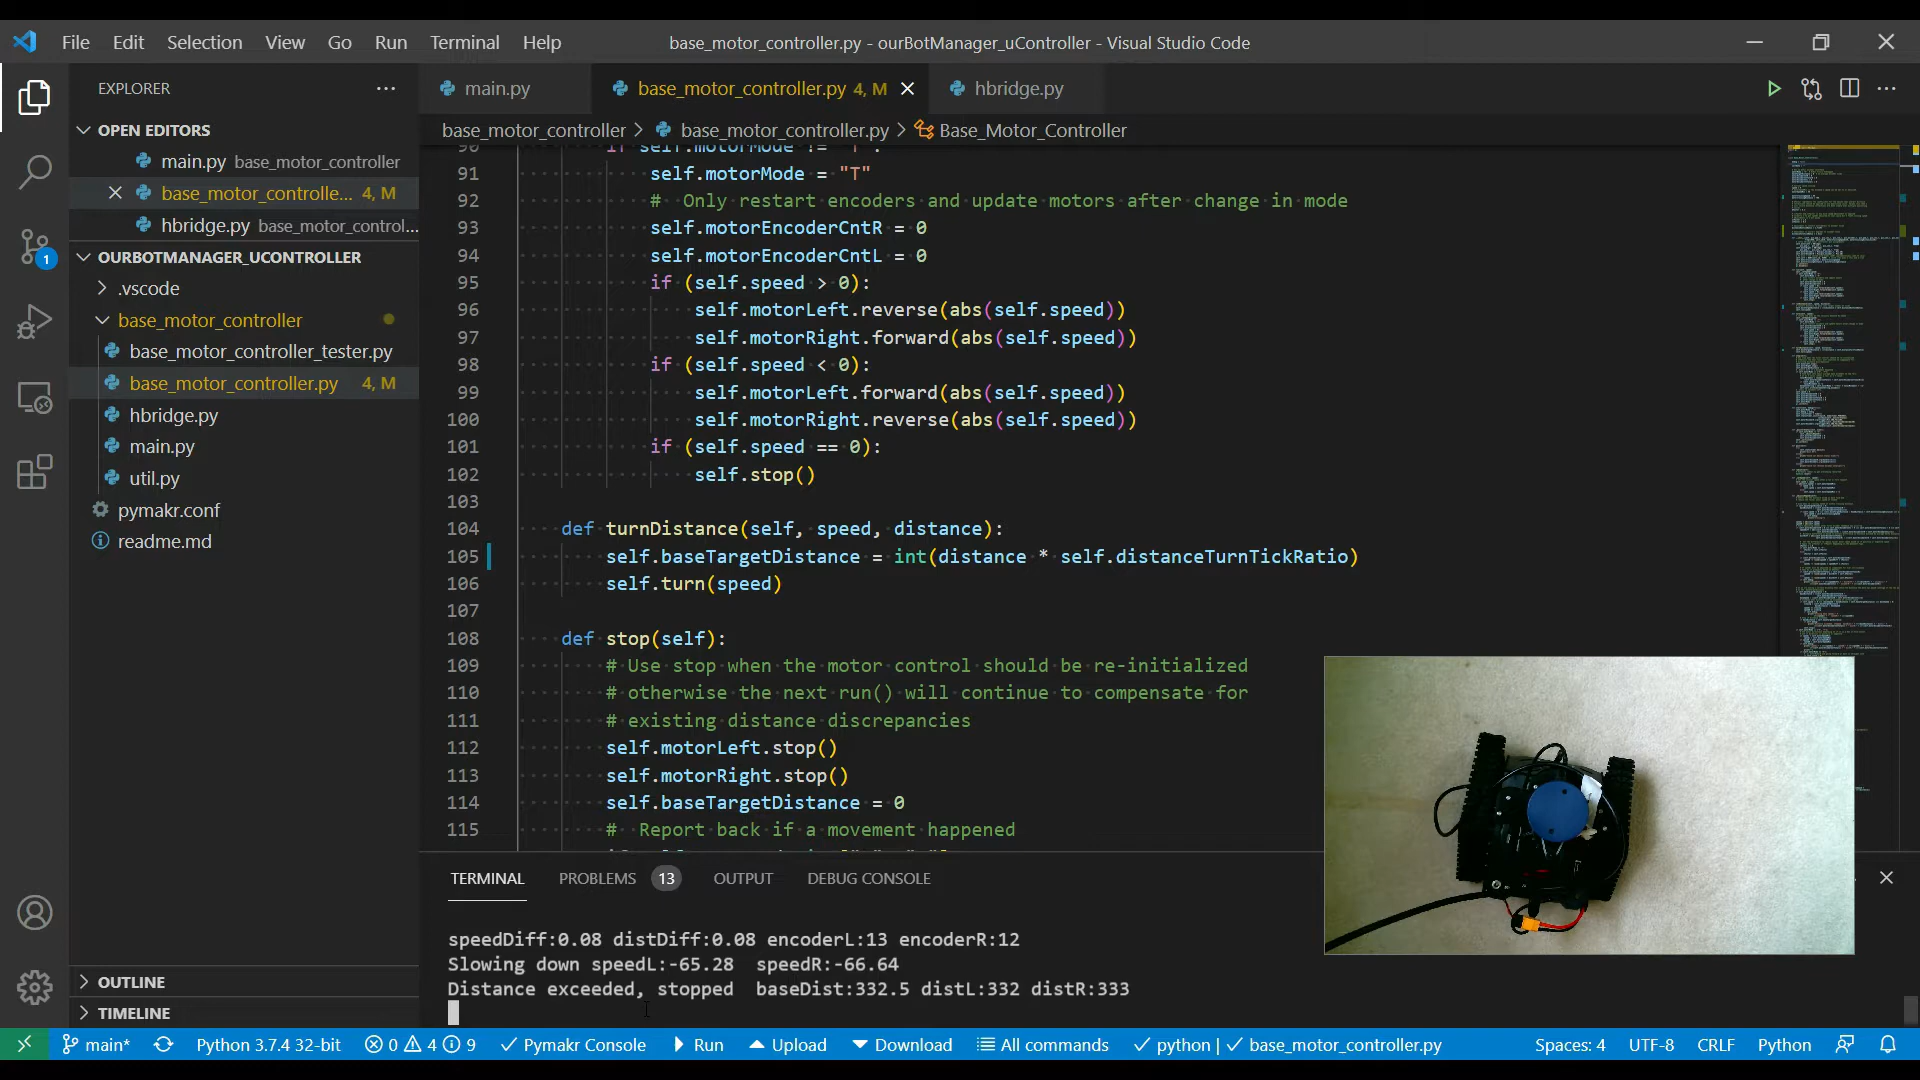 File Edit Selection View Go Run Terminal Help
base_motor_controller.py - ourBotManager_uController - Visual Studio Code
EXPLORER
OPEN EDITORS
main.py base_motor_controller
base_motor_controlle... 4, M
hbridge.py base_motor_control...
OURBOTMANAGER_UCONTROLLER
.vscode
base_motor_controller
base_motor_controller_tester.py
base_motor_controller.py 4, M
hbridge.py
main.py
util.py
pymakr.conf
readme.md
OUTLINE
TIMELINE
1
main.py
base_motor_controller.py 4, M
hbridge.py
base_motor_controller > base_motor_controller.py > Base_Motor_Controller
91 self.motorMode = "T"
92 # Only restart encoders and update motors after change in mode
93 self.motorEncoderCntR = 0
94 self.motorEncoderCntL = 0
95 if (self.speed > 0):
96 self.motorLeft.reverse(abs(self.speed))
97 self.motorRight.forward(abs(self.speed))
98 if (self.speed < 0):
99 self.motorLeft.forward(abs(self.speed))
100 self.motorRight.reverse(abs(self.speed))
101 if (self.speed == 0):
102 self.stop()
103
104 def turnDistance(self, speed, distance):
105 self.baseTargetDistance = int(distance * self.distanceTurnTickRatio)
106 self.turn(speed)
107
108 def stop(self):
109 # Use stop when the motor control should be re-initialized
110 # otherwise the next run() will continue to compensate for
111 # existing distance discrepancies
112 self.motorLeft.stop()
113 self.motorRight.stop()
114 self.baseTargetDistance = 0
115 # Report back if a movement happened
TERMINAL PROBLEMS 13 OUTPUT DEBUG CONSOLE
speedDiff:0.08 distDiff:0.08 encoderL:13 encoderR:12
Slowing down speedL:-65.28 speedR:-66.64
Distance exceeded, stopped baseDist:332.5 distL:332 distR:333
main* Python 3.7.4 32-bit 0 4 9 Pymakr Console Run Upload Download All commands python | base_motor_controller.py Spaces: 4 UTF-8 CRLF Python